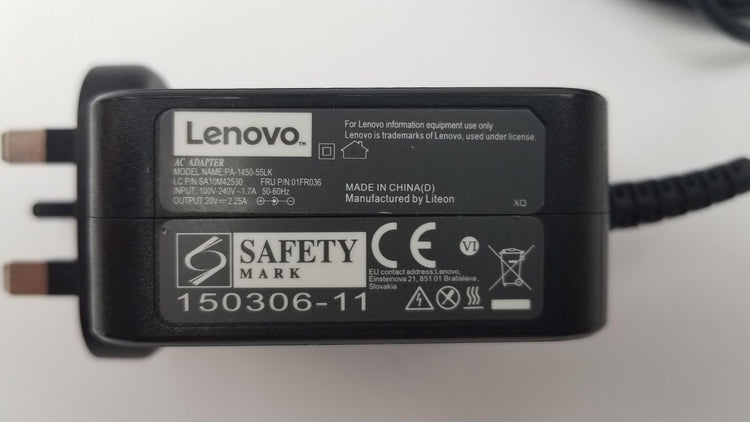 Lenovo™
For Lenovo information equipment use only
Lenovo is trademarks of Lenovo, used under license.
AC ADAPTER
MODEL NAME:PA-1450-55LK
LC P/N:SA10M42530 FRU P/N:01FR036
INPUT: 100V-240V~1.7A 50-60Hz
OUTPUT:20V⎓2.25A
MADE IN CHINA(D)
Manufactured by Liteon
XQ
SAFETY
MARK
150306-11
CE
VI
EU contact address:Lenovo,
Einsteinova 21, 851 01 Bratislava,
Slovakia